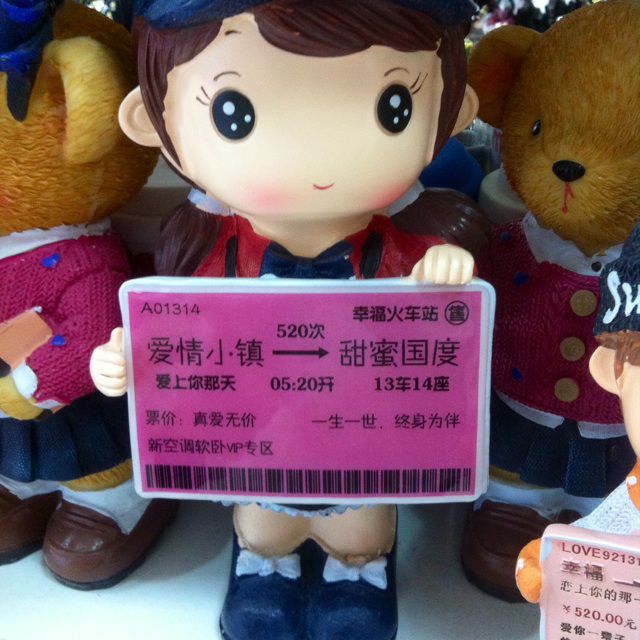 A01314 幸福火车站 售
520次
爱情小镇 甜蜜国度
爱上你那天 05:20开 13车14座
票价：真爱无价 一生一世，终身为伴
新空调软卧VIP专区
SW
LOVE92131
幸福
恋上你的那一
￥520.00元